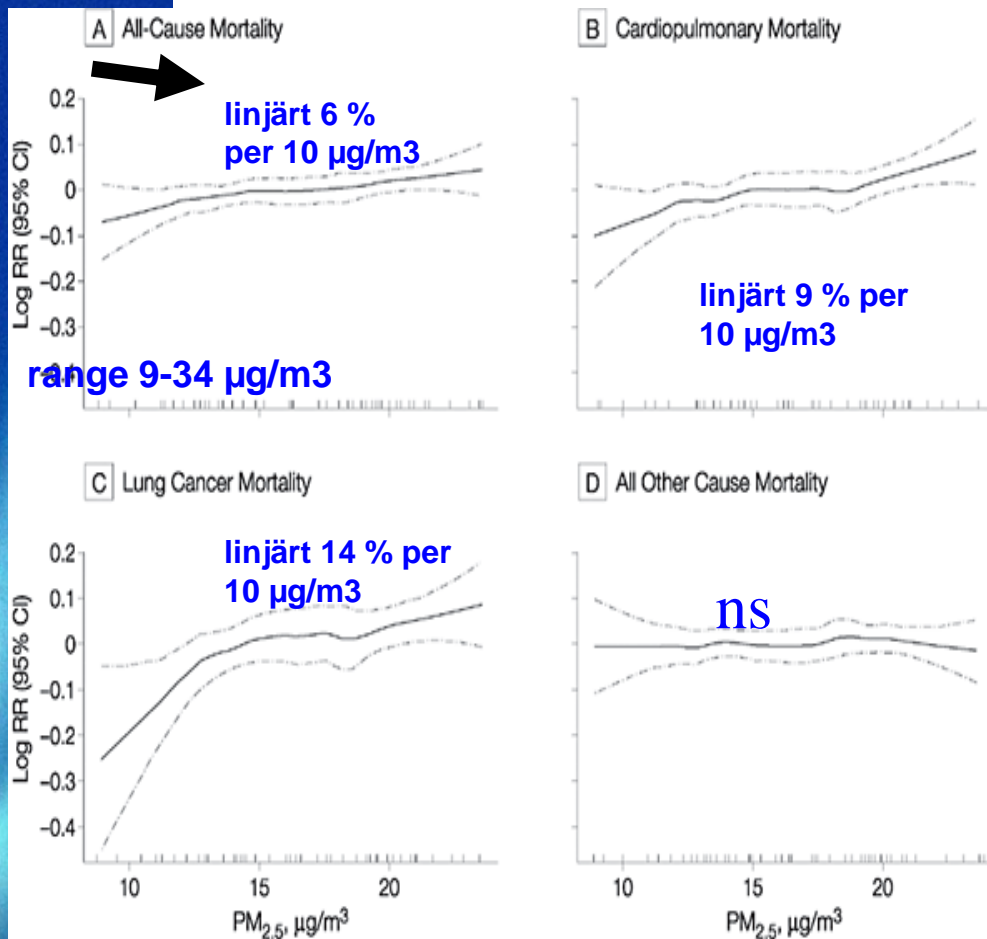 A All-Cause Mortality
B Cardiopulmonary Mortality
linjärt 6 %
per 10 µg/m3
Log RR (95% CI)
0.2
0.1
0
−0.1
−0.2
−0.3
linjärt 9 % per
10 µg/m3
range 9-34 µg/m3
C Lung Cancer Mortality
D All Other Cause Mortality
linjärt 14 % per
10 µg/m3
ns
Log RR (95% CI)
0.2
0.1
0
−0.1
−0.2
−0.3
−0.4
10 15 20
10 15 20
PM2.5, µg/m³
PM2.5, µg/m³